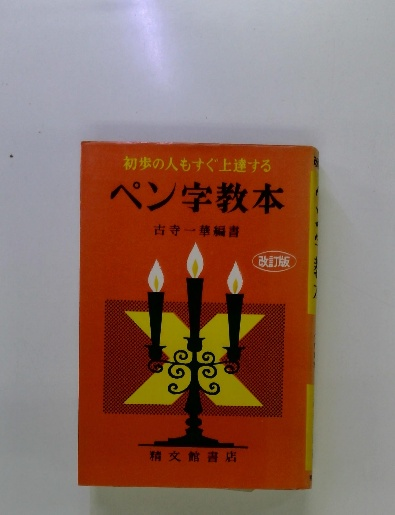 初歩の人もすぐ上達する
ペン字教本
古寺一華編書
改訂版
精文館書店